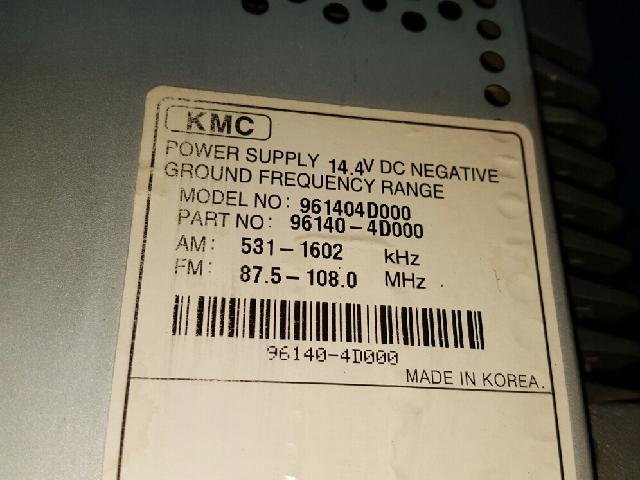 KMC
POWER SUPPLY 14.4V DC NEGATIVE
GROUND FREQUENCY RANGE
MODEL NO: 961404D000
PART NO: 96140-4D000
AM: 531-1602 kHz
FM: 87.5-108.0 MHz
96140-4D000
MADE IN KOREA.